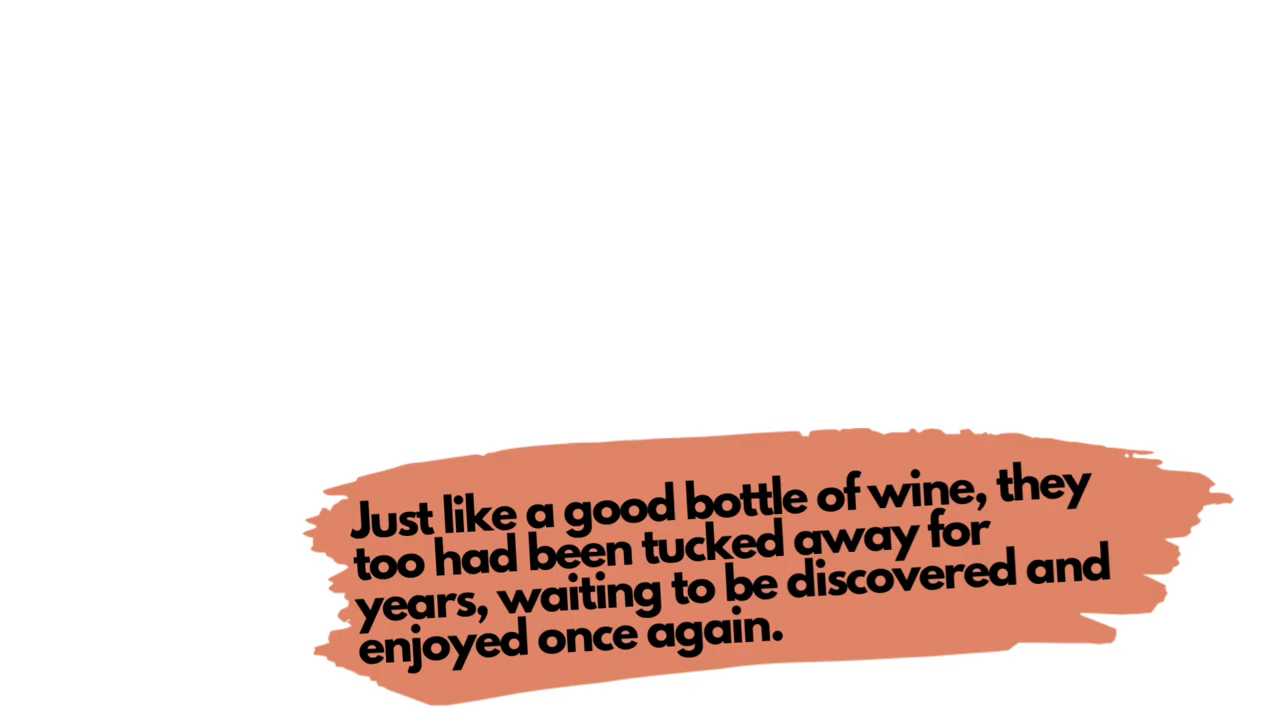 Just like a good bottle of wine, they
too had been tucked away for
years, waiting to be discovered and
enjoyed once again.